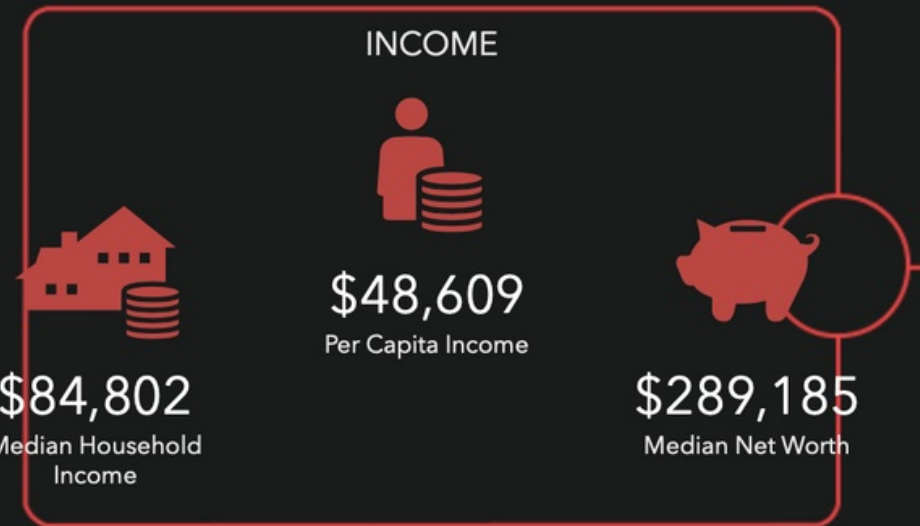 INCOME
$48,609
Per Capita Income
$84,802
Median Household
Income
$289,185
Median Net Worth